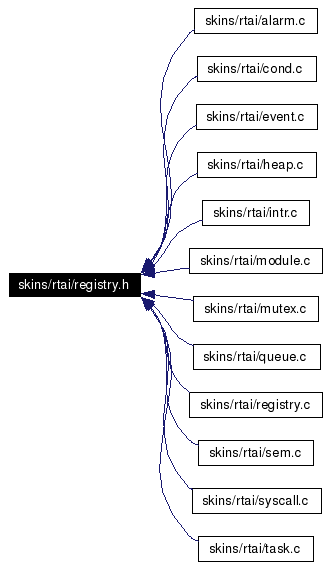 skins/rtai/alarm.c
skins/rtai/cond.c
skins/rtai/event.c
skins/rtai/heap.c
skins/rtai/intr.c
skins/rtai/module.c
skins/rtai/registry.h
skins/rtai/mutex.c
skins/rtai/queue.c
skins/rtai/registry.c
skins/rtai/sem.c
skins/rtai/syscall.c
skins/rtai/task.c